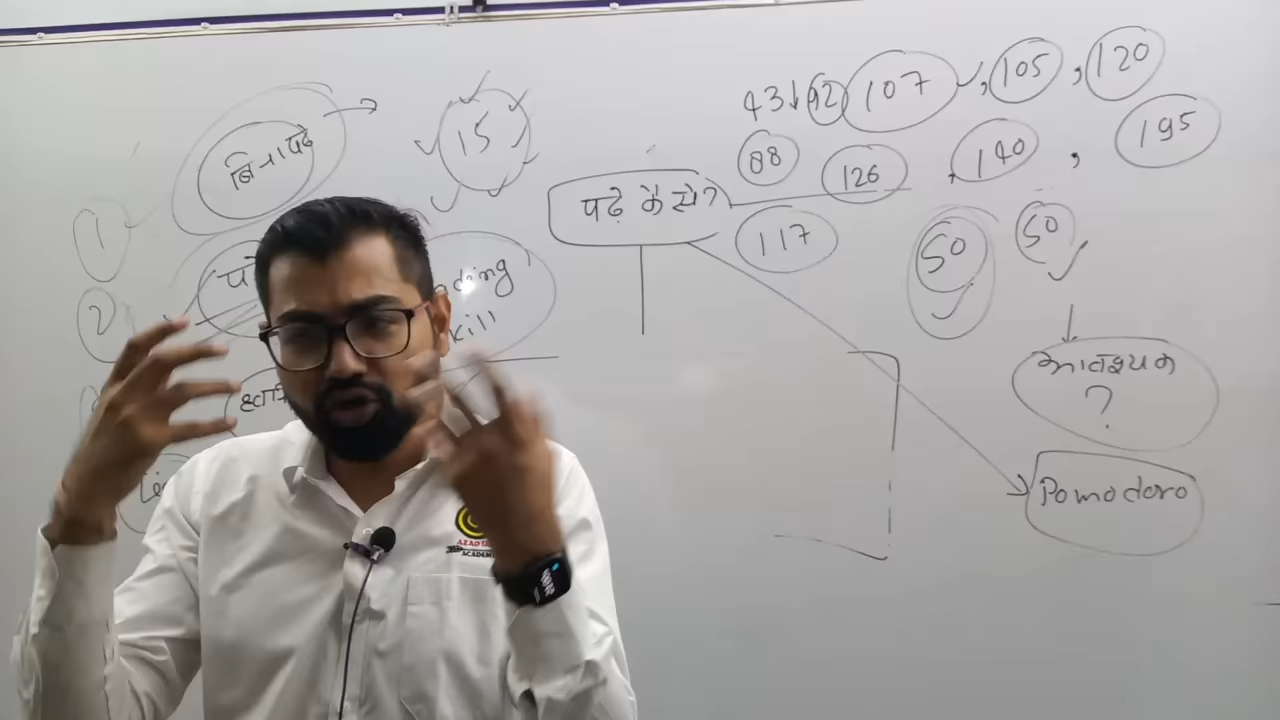 43↓92 107 ✓, 105 , 120
88 126 , 140 , 195
117
50 50 ✓
आवश्यक
?
Pomodoro
पढ़े कैसे?
1 बिना पढ़े → 15
2
ding
kill
ACADEMY